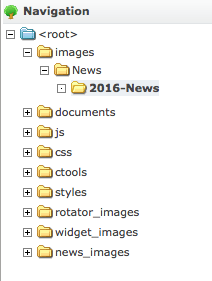 Navigation
<root>
images
News
2016-News
documents
js
css
ctools
styles
rotator_images
widget_images
news_images